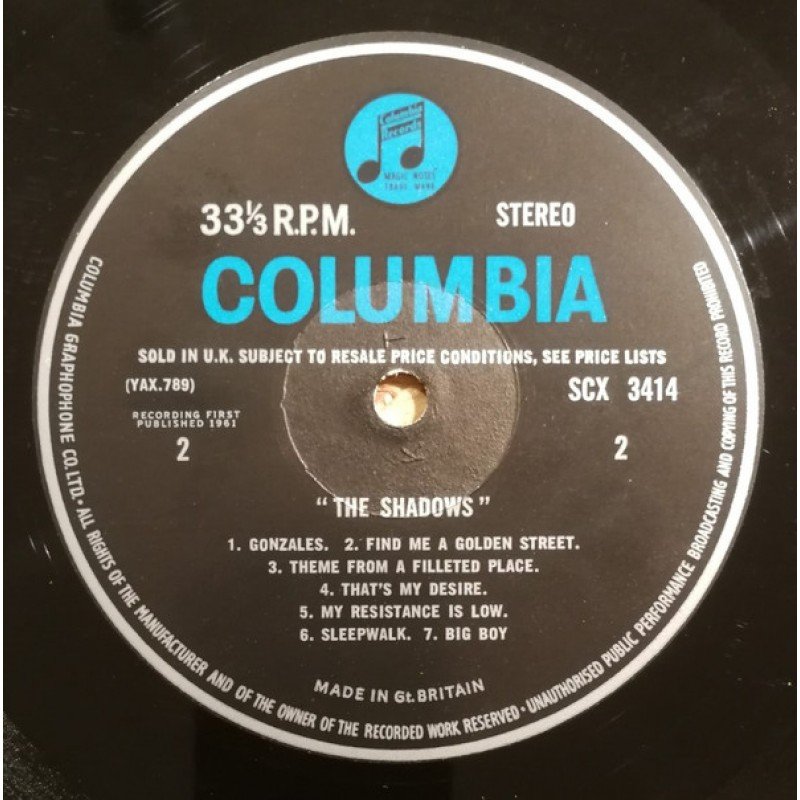 Columbia
Records
MAGIC NOTES
TRADE MARK
33⅓ R.P.M.
STEREO
COLUMBIA
SOLD IN U.K. SUBJECT TO RESALE PRICE CONDITIONS, SEE PRICE LISTS
(YAX.789)
SCX 3414
RECORDING FIRST
PUBLISHED 1961
2
2
"THE SHADOWS"
1. GONZALES. 2. FIND ME A GOLDEN STREET.
3. THEME FROM A FILLETED PLACE.
4. THAT'S MY DESIRE.
5. MY RESISTANCE IS LOW.
6. SLEEPWALK. 7. BIG BOY
MADE IN Gt. BRITAIN
COLUMBIA GRAPHOPHONE CO. LTD. · ALL RIGHTS OF THE MANUFACTURER AND OF THE OWNER OF THE RECORDED WORK RESERVED · UNAUTHORISED PUBLIC PERFORMANCE BROADCASTING AND COPYING OF THIS RECORD PROHIBITED